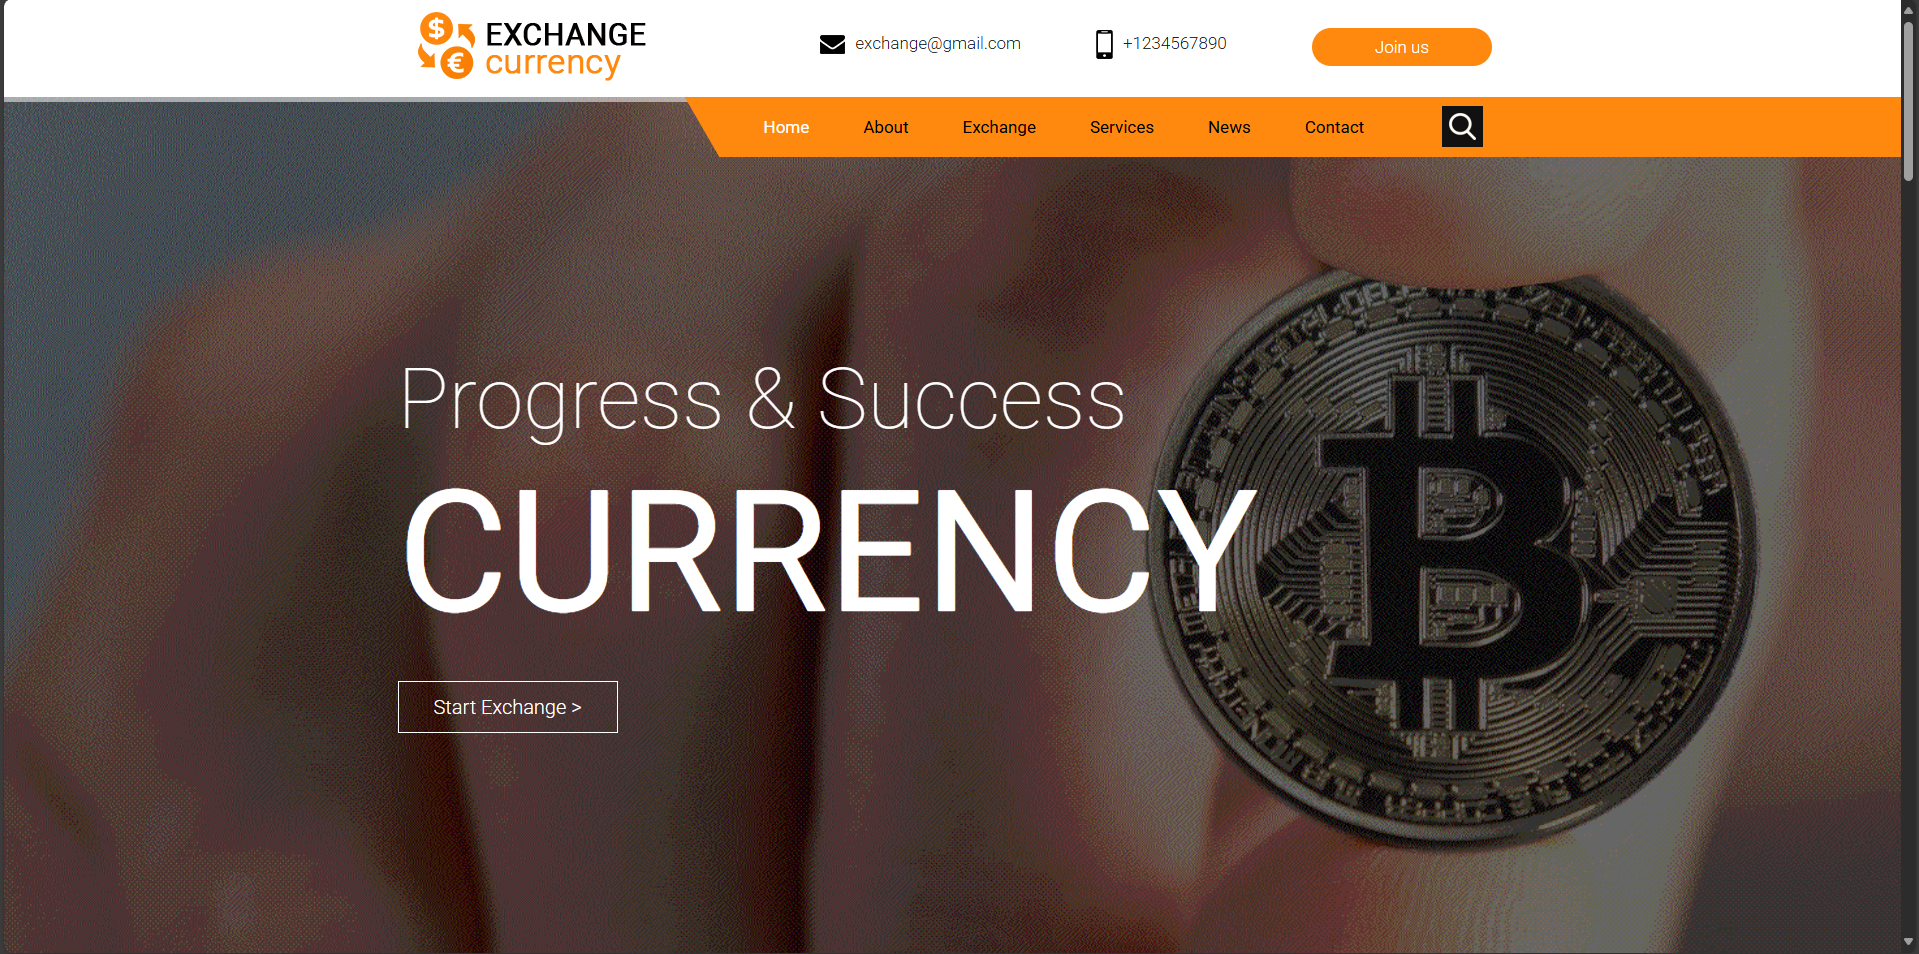 EXCHANGE
currency
exchange@gmail.com
+1234567890
Join us
Home
About
Exchange
Services
News
Contact
Progress & Success
CURRENCY
Start Exchange >